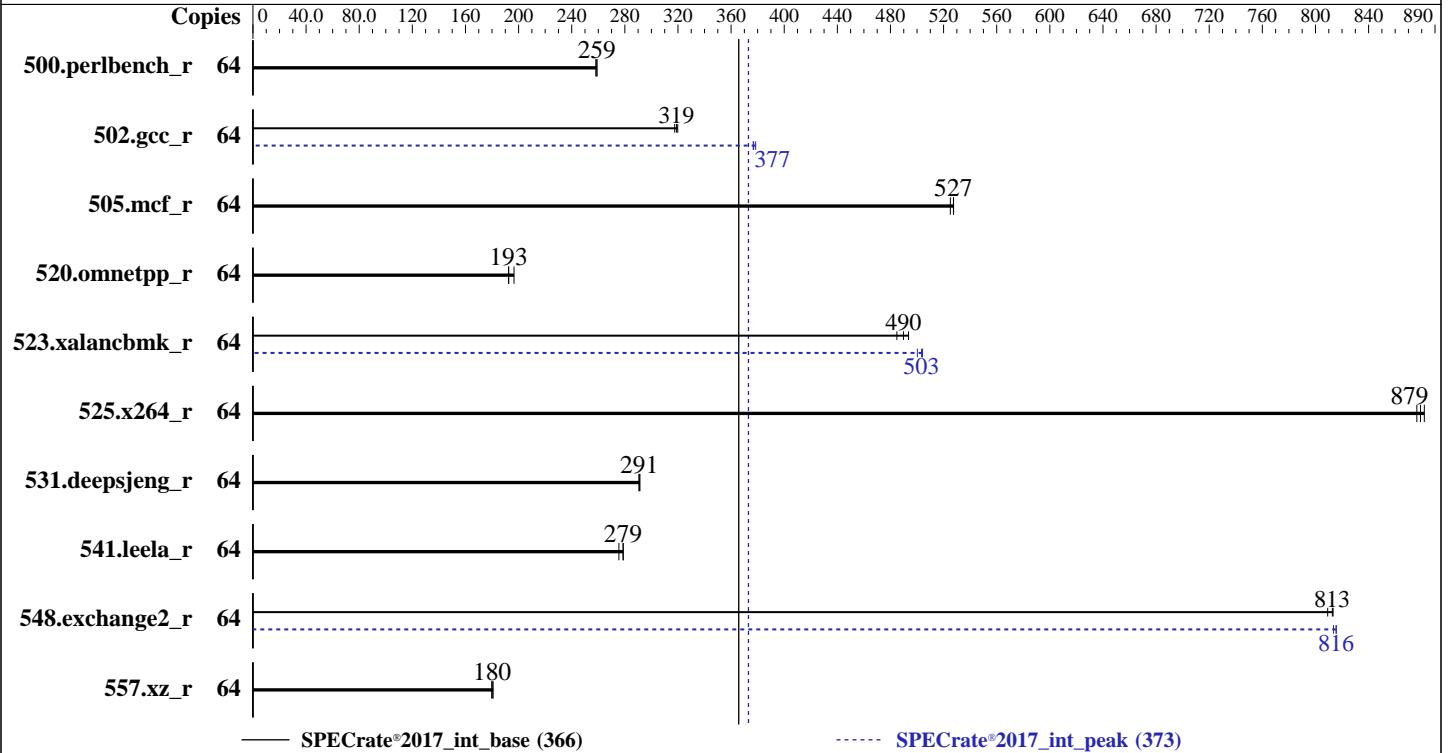 Copies 0 40.0 80.0 120 160 200 240 280 320 360 400 440 480 520 560 600 640 680 720 760 800 840 890
500.perlbench_r 64 259
502.gcc_r 64 319
377
505.mcf_r 64 527
520.omnetpp_r 64 193
523.xalancbmk_r 64 490
503
525.x264_r 64 879
531.deepsjeng_r 64 291
541.leela_r 64 279
548.exchange2_r 64 813
816
557.xz_r 64 180
SPECrate®2017_int_base (366) SPECrate®2017_int_peak (373)